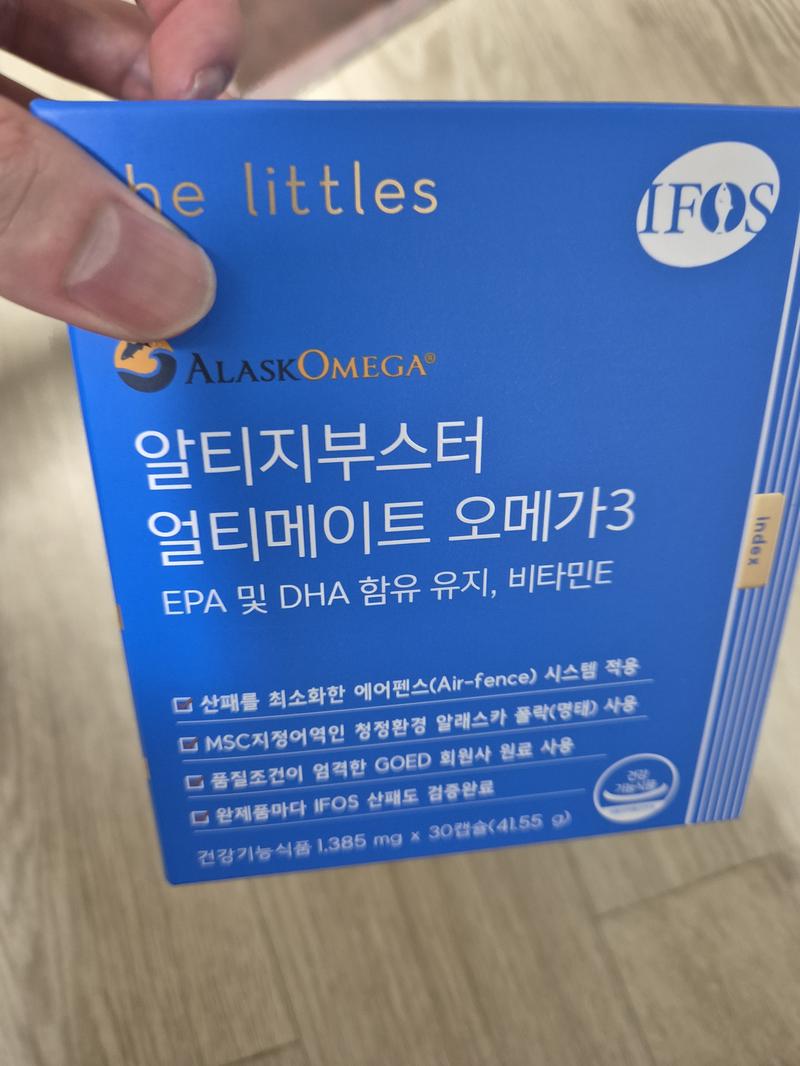 he littles
IFOS
ALASKOMEGA®
알티지부스터
얼티메이트 오메가3
EPA 및 DHA 함유 유지, 비타민E
index
산패를 최소화한 에어펜스(Air-fence) 시스템 적용
MSC지정어역인 청정환경 알래스카 폴락(명태) 사용
품질조건이 엄격한 GOED 회원사 원료 사용
완제품마다 IFOS 산패도 검증완료
건강
기능식품
건강기능식품 1,385 mg x 30캡슐(41.55 g)